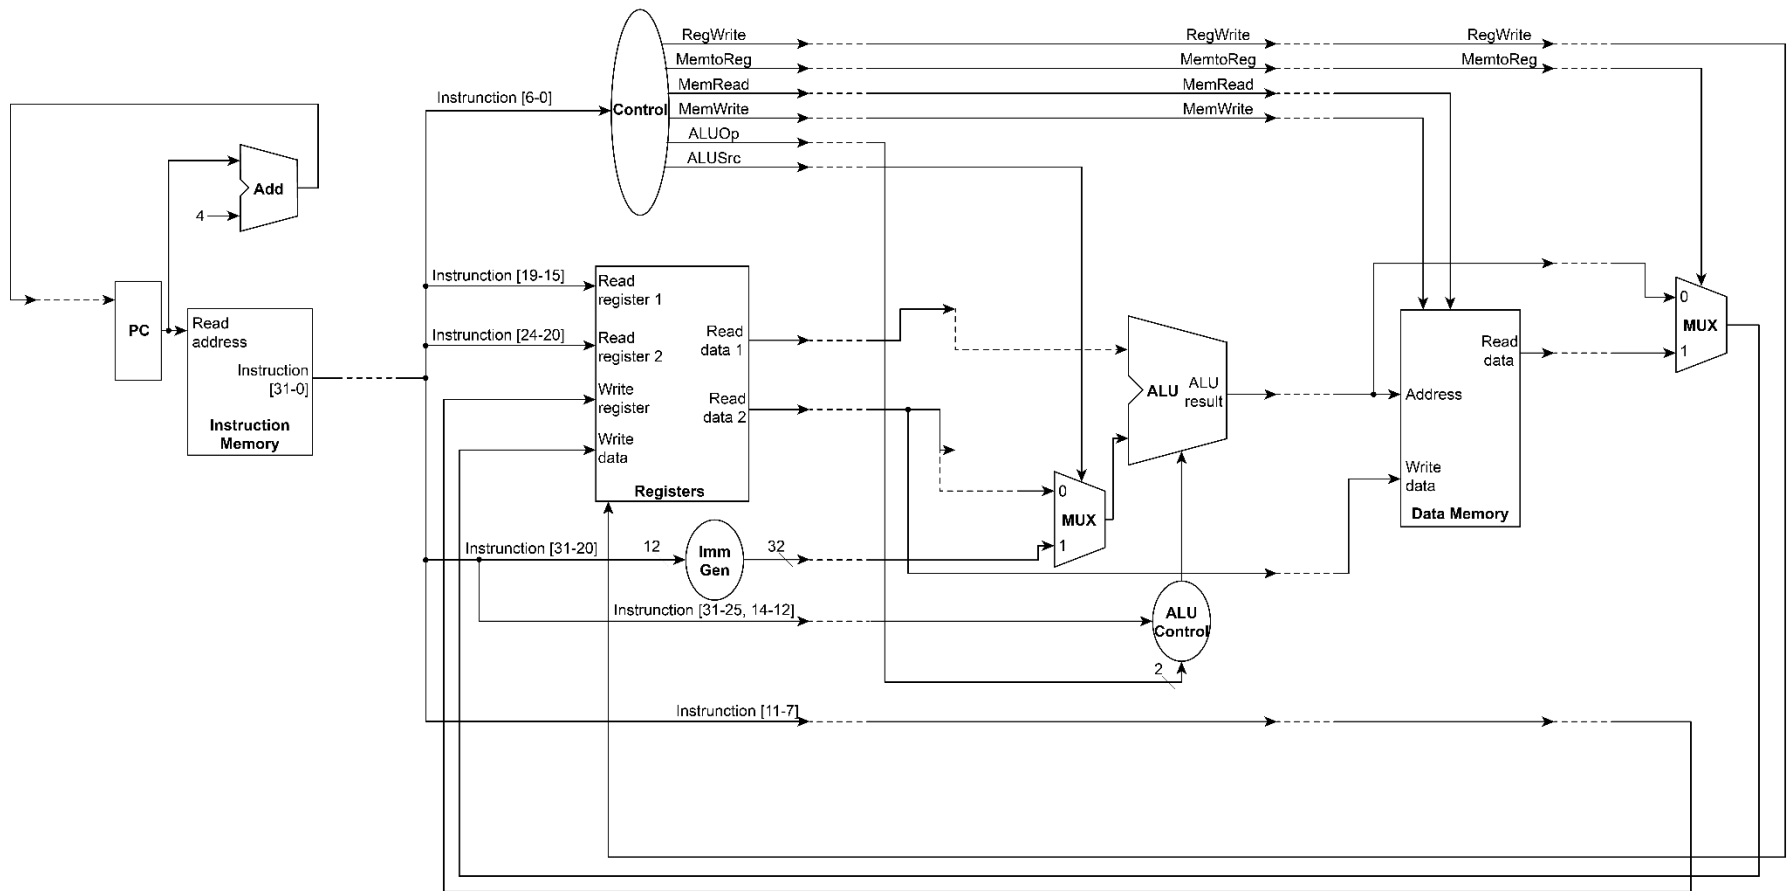 RegWrite
RegWrite
RegWrite
MemtoReg
MemtoReg
MemtoReg
MemRead
MemRead
MemWrite
MemWrite
ALUOp
ALUSrc
Control
Instrunction [6-0]
Add
4
PC
Read
address
Instruction
[31-0]
Instruction
Memory
Instrunction [19-15]
Instrunction [24-20]
Read
register 1
Read
register 2
Write
register
Write
data
Read
data 1
Read
data 2
Registers
Instrunction [31-20]
12
Imm
Gen
32
Instrunction [31-25, 14-12]
Instrunction [11-7]
0
MUX
1
ALU
ALU
result
ALU
Control
2
Address
Read
data
Write
data
Data Memory
0
MUX
1